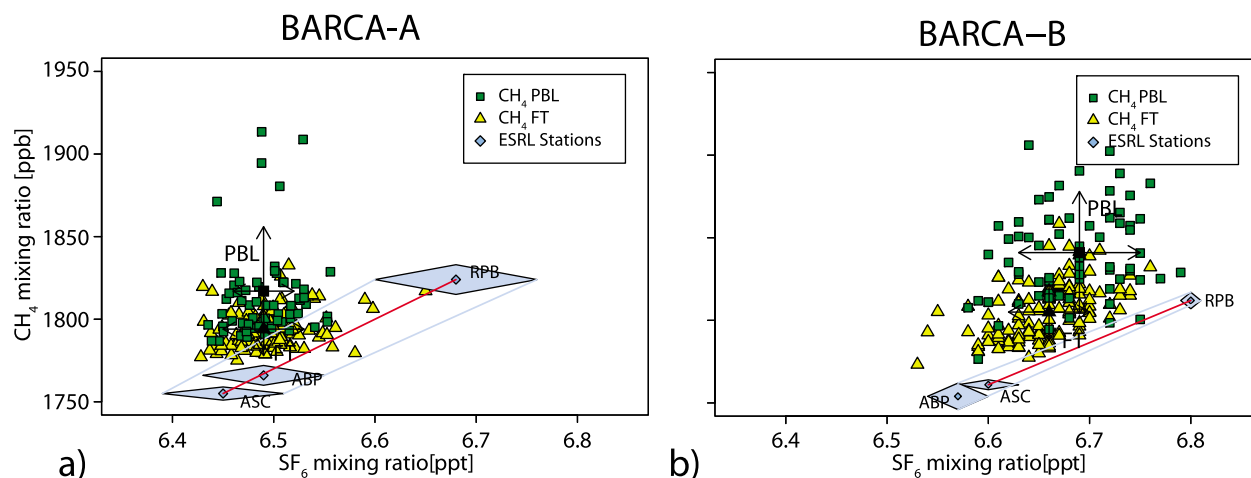 BARCA-A
CH₄ mixing ratio [ppb]
1950
1900
1850
1800
1750
CH₄ PBL
CH₄ FT
ESRL Stations
PBL
FT
RPB
ABP
ASC
6.4 6.5 6.6 6.7 6.8
SF₆ mixing ratio[ppt]
a)
BARCA−B
CH₄ PBL
CH₄ FT
ESRL Stations
PBL
FT
RPB
ASC
ABP
6.4 6.5 6.6 6.7 6.8
SF₆ mixing ratio[ppt]
b)